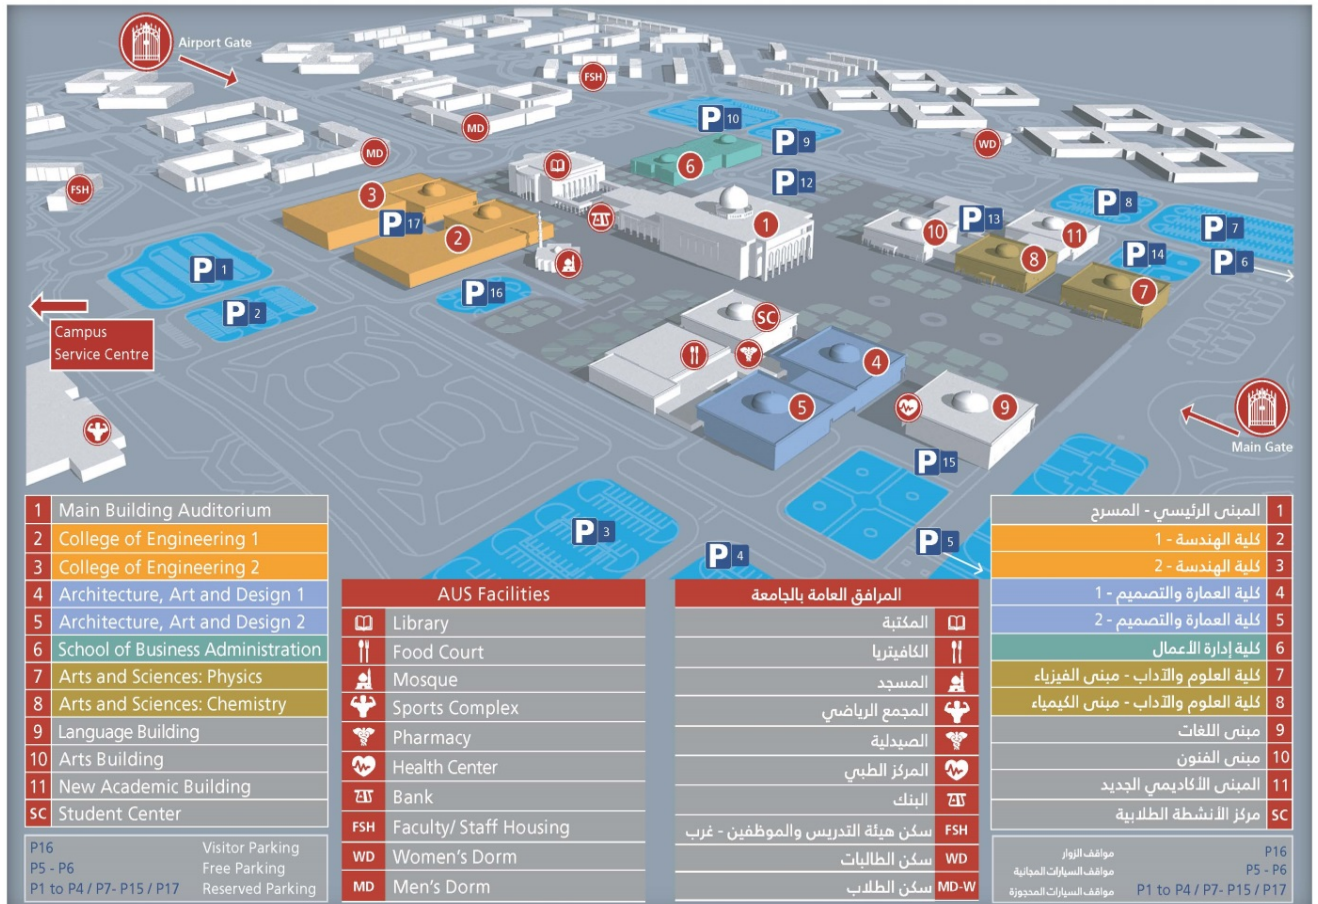 Airport Gate
FSH
MD
MD
WD
FSH
P 10
P 9
P 12
6
3
P 17
2
1
10
P 13
11
P 8
P 7
P 6
8
P 14
7
P 1
P 2
P 16
Campus
Service Centre
SC
4
5
9
Main Gate
P 15
P 3
P 4
P 5
1 Main Building Auditorium
2 College of Engineering 1
3 College of Engineering 2
4 Architecture, Art and Design 1
5 Architecture, Art and Design 2
6 School of Business Administration
7 Arts and Sciences: Physics
8 Arts and Sciences: Chemistry
9 Language Building
10 Arts Building
11 New Academic Building
SC Student Center
P16 Visitor Parking
P5 - P6 Free Parking
P1 to P4 / P7- P15 / P17 Reserved Parking
AUS Facilities
Library
Food Court
Mosque
Sports Complex
Pharmacy
Health Center
Bank
FSH Faculty/ Staff Housing
WD Women's Dorm
MD Men's Dorm
المرافق العامة بالجامعة
المكتبة
الكافيتريا
المسجد
المجمع الرياضي
الصيدلية
المركز الطبي
البنك
سكن هيئة التدريس والموظفين - غرب FSH
سكن الطالبات WD
سكن الطلاب MD-W
المبنى الرئيسي - المسرح 1
كلية الهندسة - 1 2
كلية الهندسة - 2 3
كلية العمارة والتصميم - 1 4
كلية العمارة والتصميم - 2 5
كلية إدارة الأعمال 6
كلية العلوم والآداب - مبنى الفيزياء 7
كلية العلوم والآداب - مبنى الكيمياء 8
مبنى اللغات 9
مبنى الفنون 10
المبنى الأكاديمي الجديد 11
مركز الأنشطة الطلابية SC
مواقف الزوار P16
مواقف السيارات المجانية P5 - P6
مواقف السيارات المحجوزة P1 to P4 / P7- P15 / P17